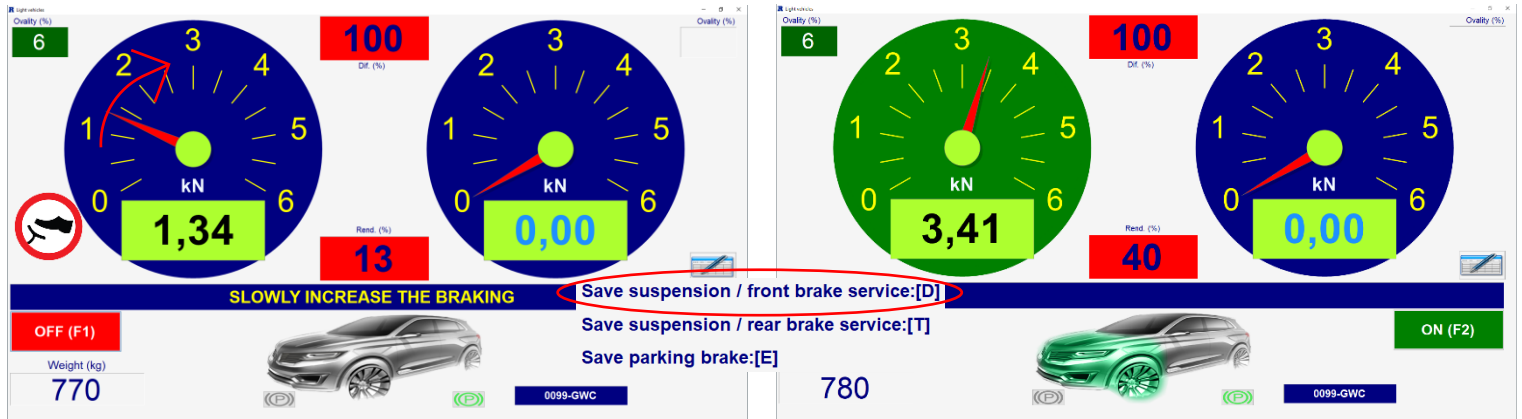 Light vehicles
Ovality (%)
6
Ovality (%)
0 1 2 3 4 5 6
kN
1,34
100
Dif. (%)
Rend. (%)
13
0 1 2 3 4 5 6
kN
0,00
SLOWLY INCREASE THE BRAKING
OFF (F1)
Weight (kg)
770
(P)
(P)
0099-GWC
Save suspension / front brake service:[D]
Save suspension / rear brake service:[T]
Save parking brake:[E]
Light vehicles
Ovality (%)
6
Ovality (%)
0 1 2 3 4 5 6
kN
3,41
100
Dif. (%)
Rend. (%)
40
0 1 2 3 4 5 6
kN
0,00
ON (F2)
780
(P)
(P)
0099-GWC